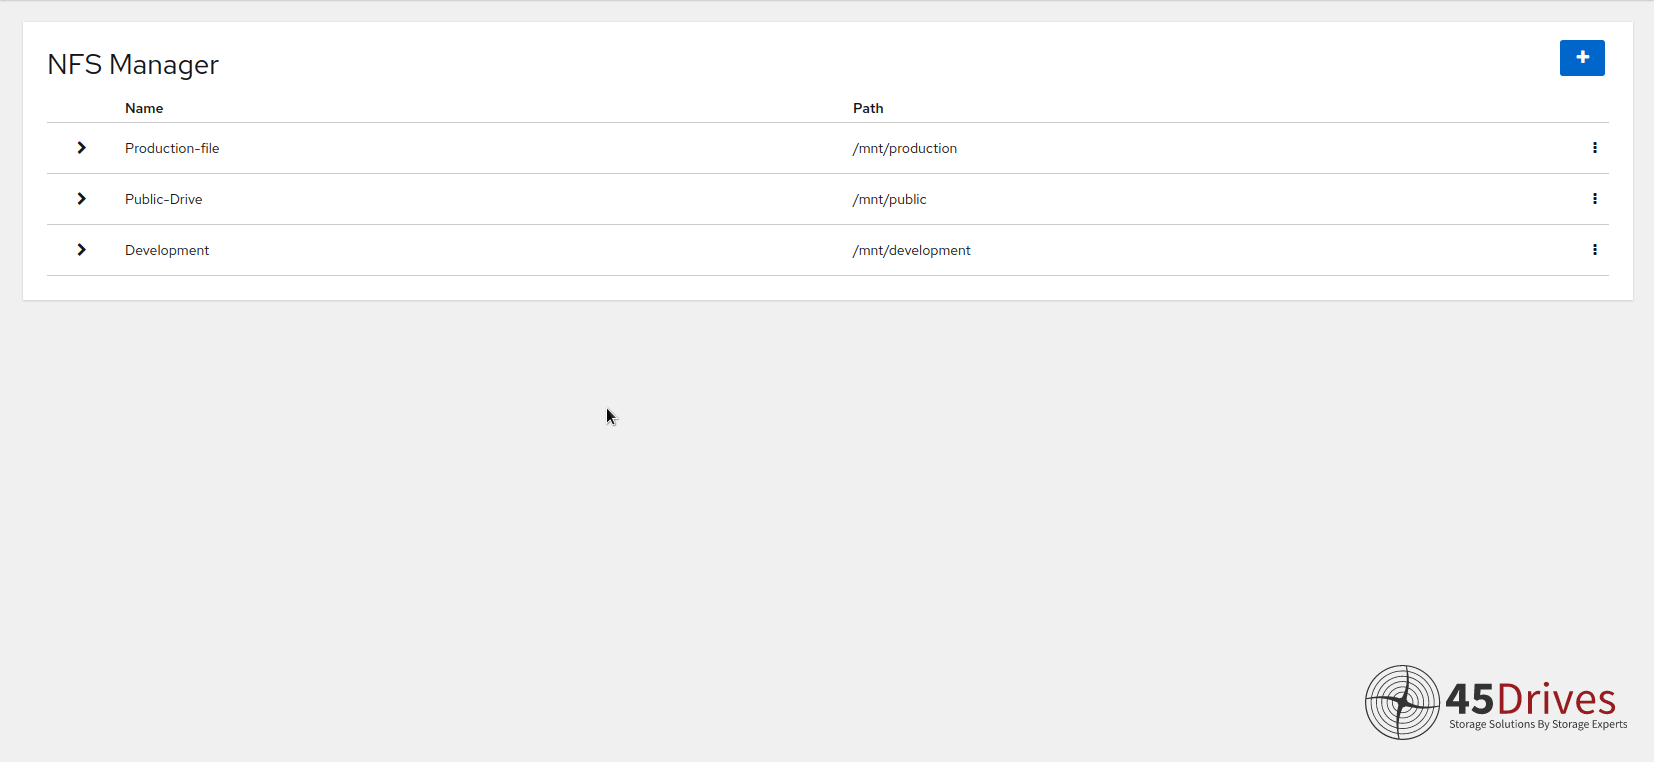 NFS Manager
Name Path
Production-file /mnt/production
Public-Drive /mnt/public
Development /mnt/development
45Drives
Storage Solutions By Storage Experts